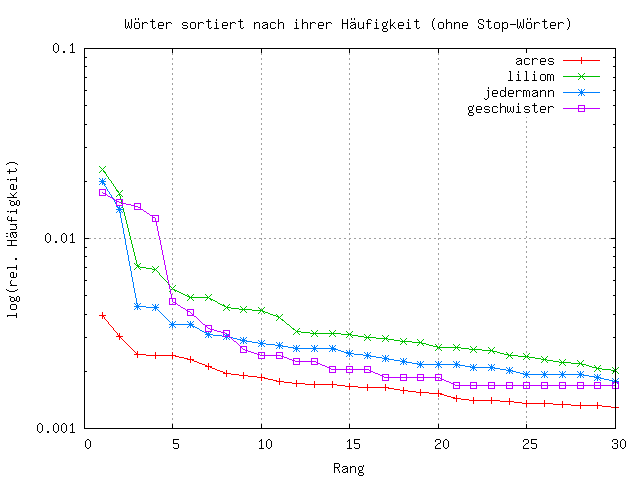 Wörter sortiert nach ihrer Häufigkeit (ohne Stop-Wörter)
0.1
acres
liliom
jedermann
geschwister
log(rel. Häufigkeit)
0.01
0.001
0 5 10 15 20 25 30
Rang